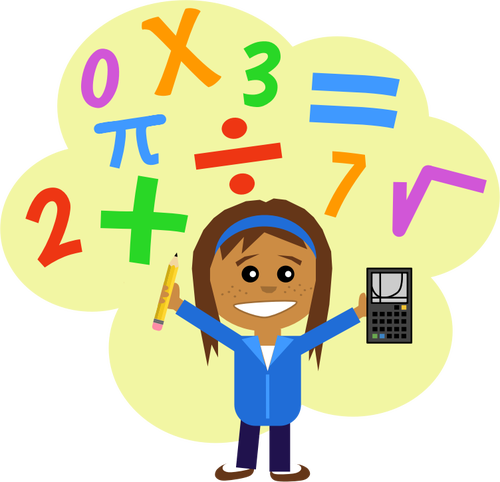 0 X 3 =
π ÷ 7 √
2 +